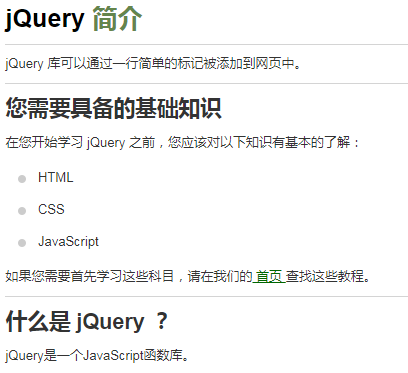 jQuery 简介
jQuery 库可以通过一行简单的标记被添加到网页中。
您需要具备的基础知识
在您开始学习 jQuery 之前，您应该对以下知识有基本的了解：
HTML
CSS
JavaScript
如果您需要首先学习这些科目，请在我们的 首页 查找这些教程。
什么是 jQuery ？
jQuery是一个JavaScript函数库。